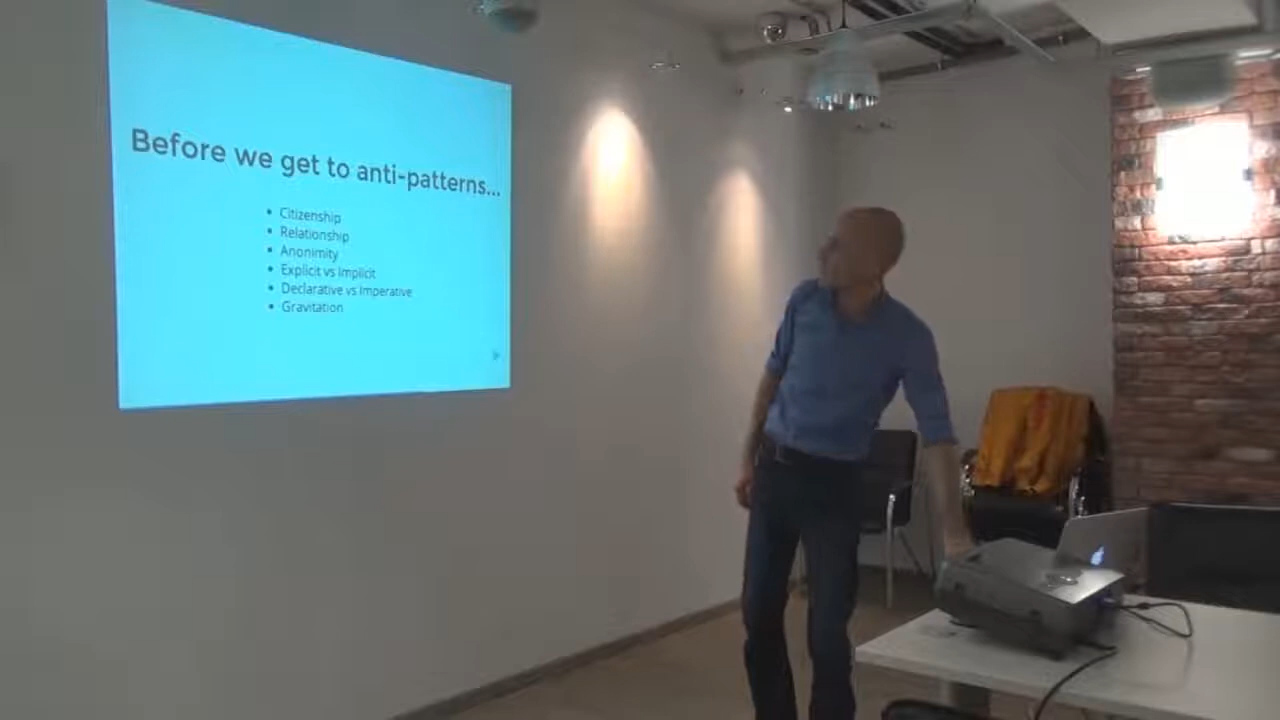 Before we get to anti-patterns...
• Citizenship
• Relationship
• Anonimity
• Explicit vs Implicit
• Declarative vs Imperative
• Gravitation